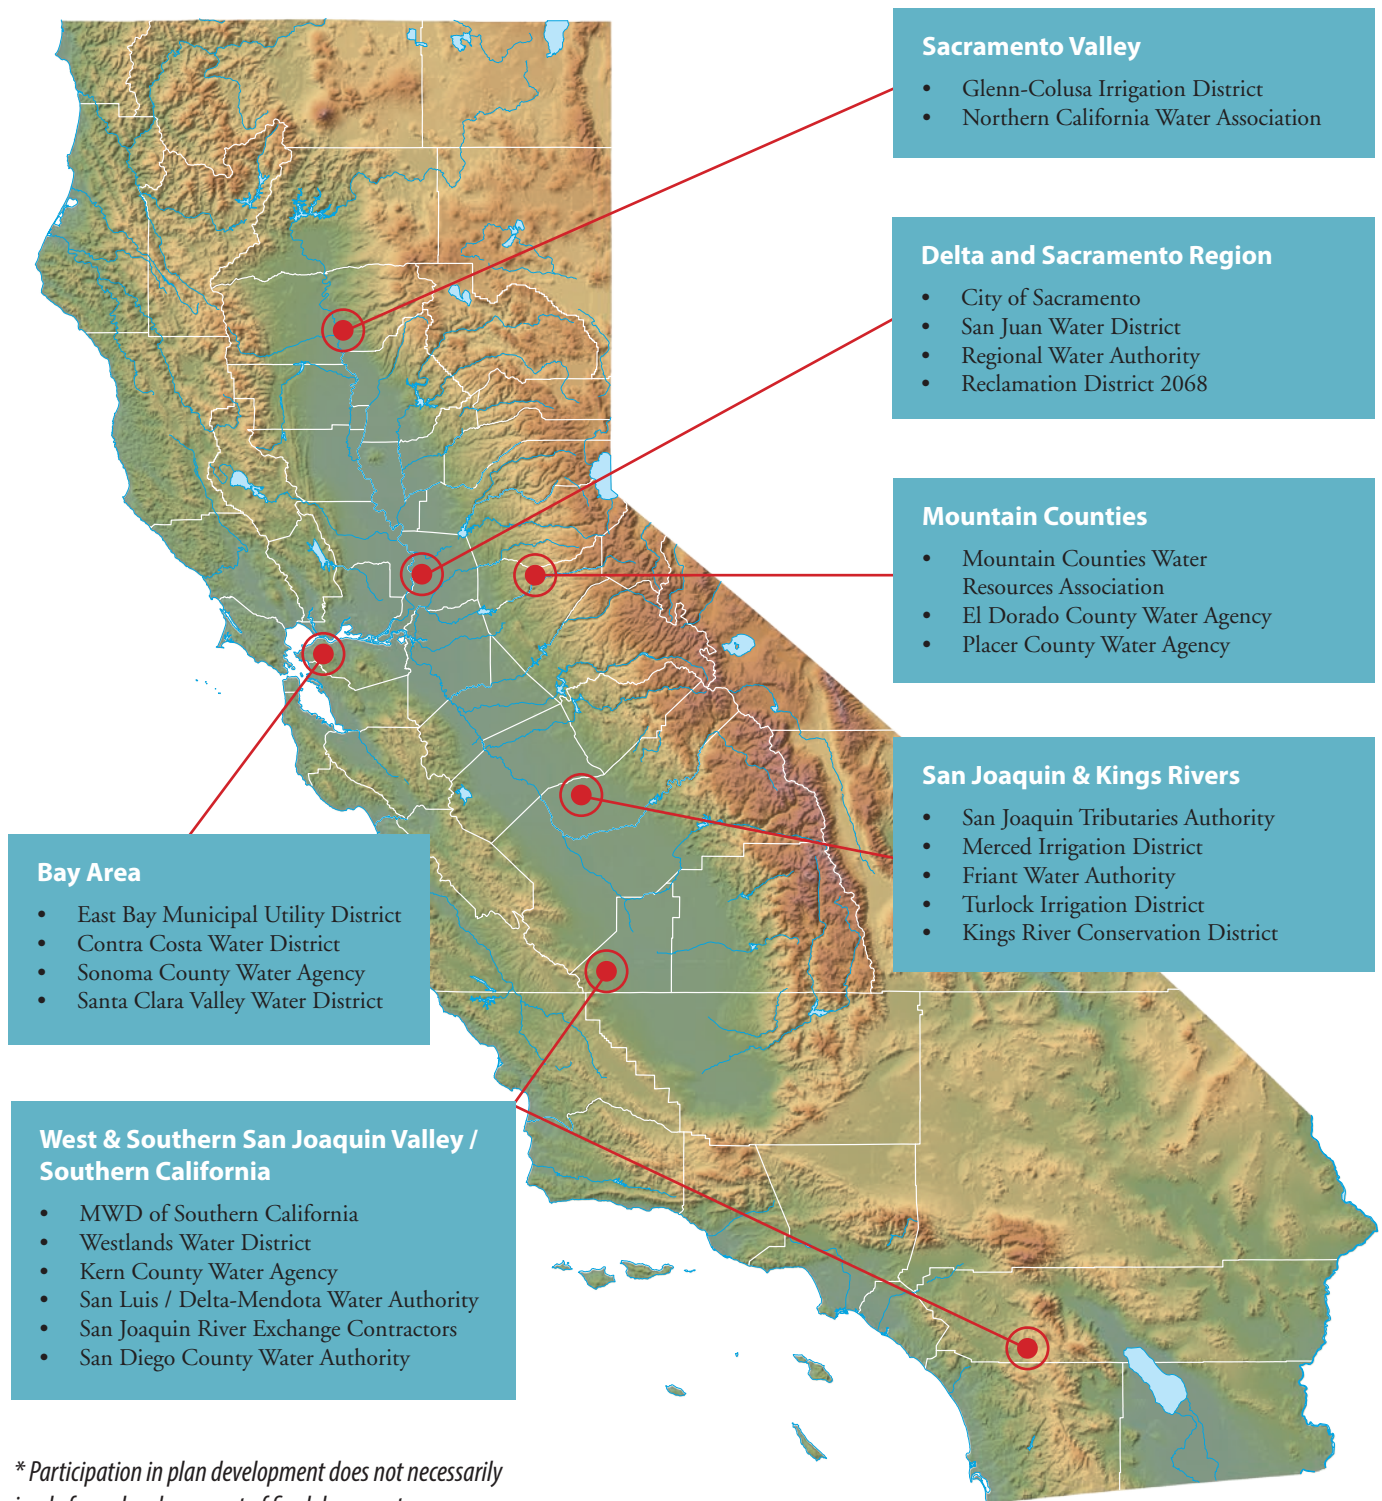 Sacramento Valley
• Glenn-Colusa Irrigation District
• Northern California Water Association
Delta and Sacramento Region
• City of Sacramento
• San Juan Water District
• Regional Water Authority
• Reclamation District 2068
Mountain Counties
• Mountain Counties Water
Resources Association
• El Dorado County Water Agency
• Placer County Water Agency
San Joaquin & Kings Rivers
• San Joaquin Tributaries Authority
• Merced Irrigation District
• Friant Water Authority
• Turlock Irrigation District
• Kings River Conservation District
Bay Area
• East Bay Municipal Utility District
• Contra Costa Water District
• Sonoma County Water Agency
• Santa Clara Valley Water District
West & Southern San Joaquin Valley /
Southern California
• MWD of Southern California
• Westlands Water District
• Kern County Water Agency
• San Luis / Delta-Mendota Water Authority
• San Joaquin River Exchange Contractors
• San Diego County Water Authority
* Participation in plan development does not necessarily